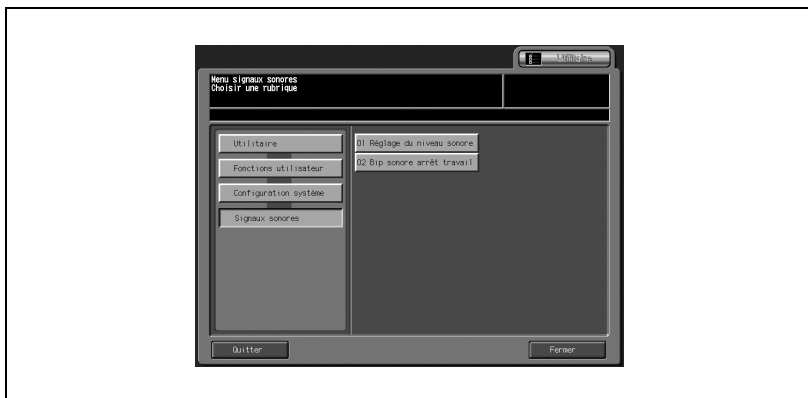 Utilitaire
Menu signaux sonores
Choisir une rubrique
Utilitaire
Fonctions utilisateur
Configuration système
Signaux sonores
01 Réglage du niveau sonore
02 Bip sonore arrêt travail
Quitter
Fermer